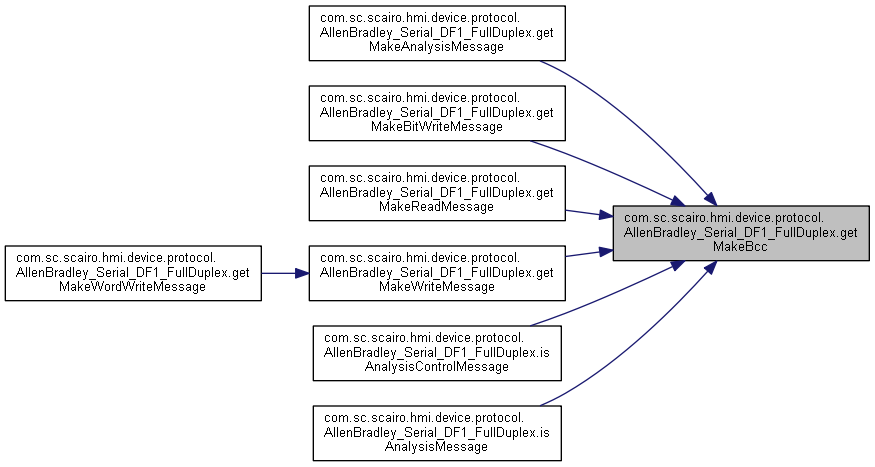 com.sc.scairo.hmi.device.protocol.
AllenBradley_Serial_DF1_FullDuplex.get
MakeAnalysisMessage
com.sc.scairo.hmi.device.protocol.
AllenBradley_Serial_DF1_FullDuplex.get
MakeBitWriteMessage
com.sc.scairo.hmi.device.protocol.
AllenBradley_Serial_DF1_FullDuplex.get
MakeReadMessage
com.sc.scairo.hmi.device.protocol.
AllenBradley_Serial_DF1_FullDuplex.get
MakeBcc
com.sc.scairo.hmi.device.protocol.
AllenBradley_Serial_DF1_FullDuplex.get
MakeWordWriteMessage
com.sc.scairo.hmi.device.protocol.
AllenBradley_Serial_DF1_FullDuplex.get
MakeWriteMessage
com.sc.scairo.hmi.device.protocol.
AllenBradley_Serial_DF1_FullDuplex.is
AnalysisControlMessage
com.sc.scairo.hmi.device.protocol.
AllenBradley_Serial_DF1_FullDuplex.is
AnalysisMessage